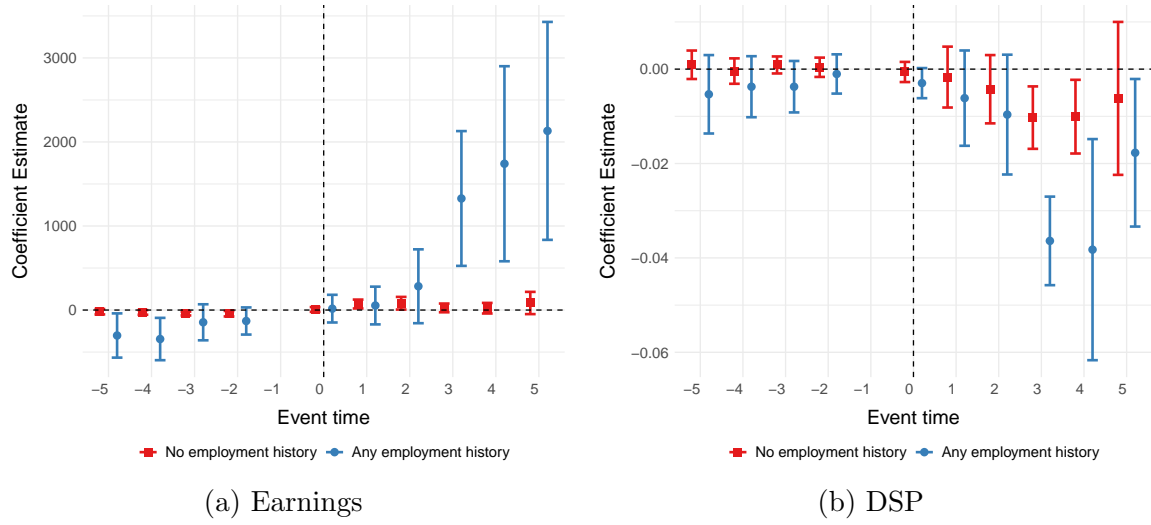 Coefficient Estimate
3000
2000
1000
0
−5 −4 −3 −2 −1 0 1 2 3 4 5
Event time
No employment history Any employment history
(a) Earnings
Coefficient Estimate
0.00
−0.02
−0.04
−0.06
−5 −4 −3 −2 −1 0 1 2 3 4 5
Event time
No employment history Any employment history
(b) DSP